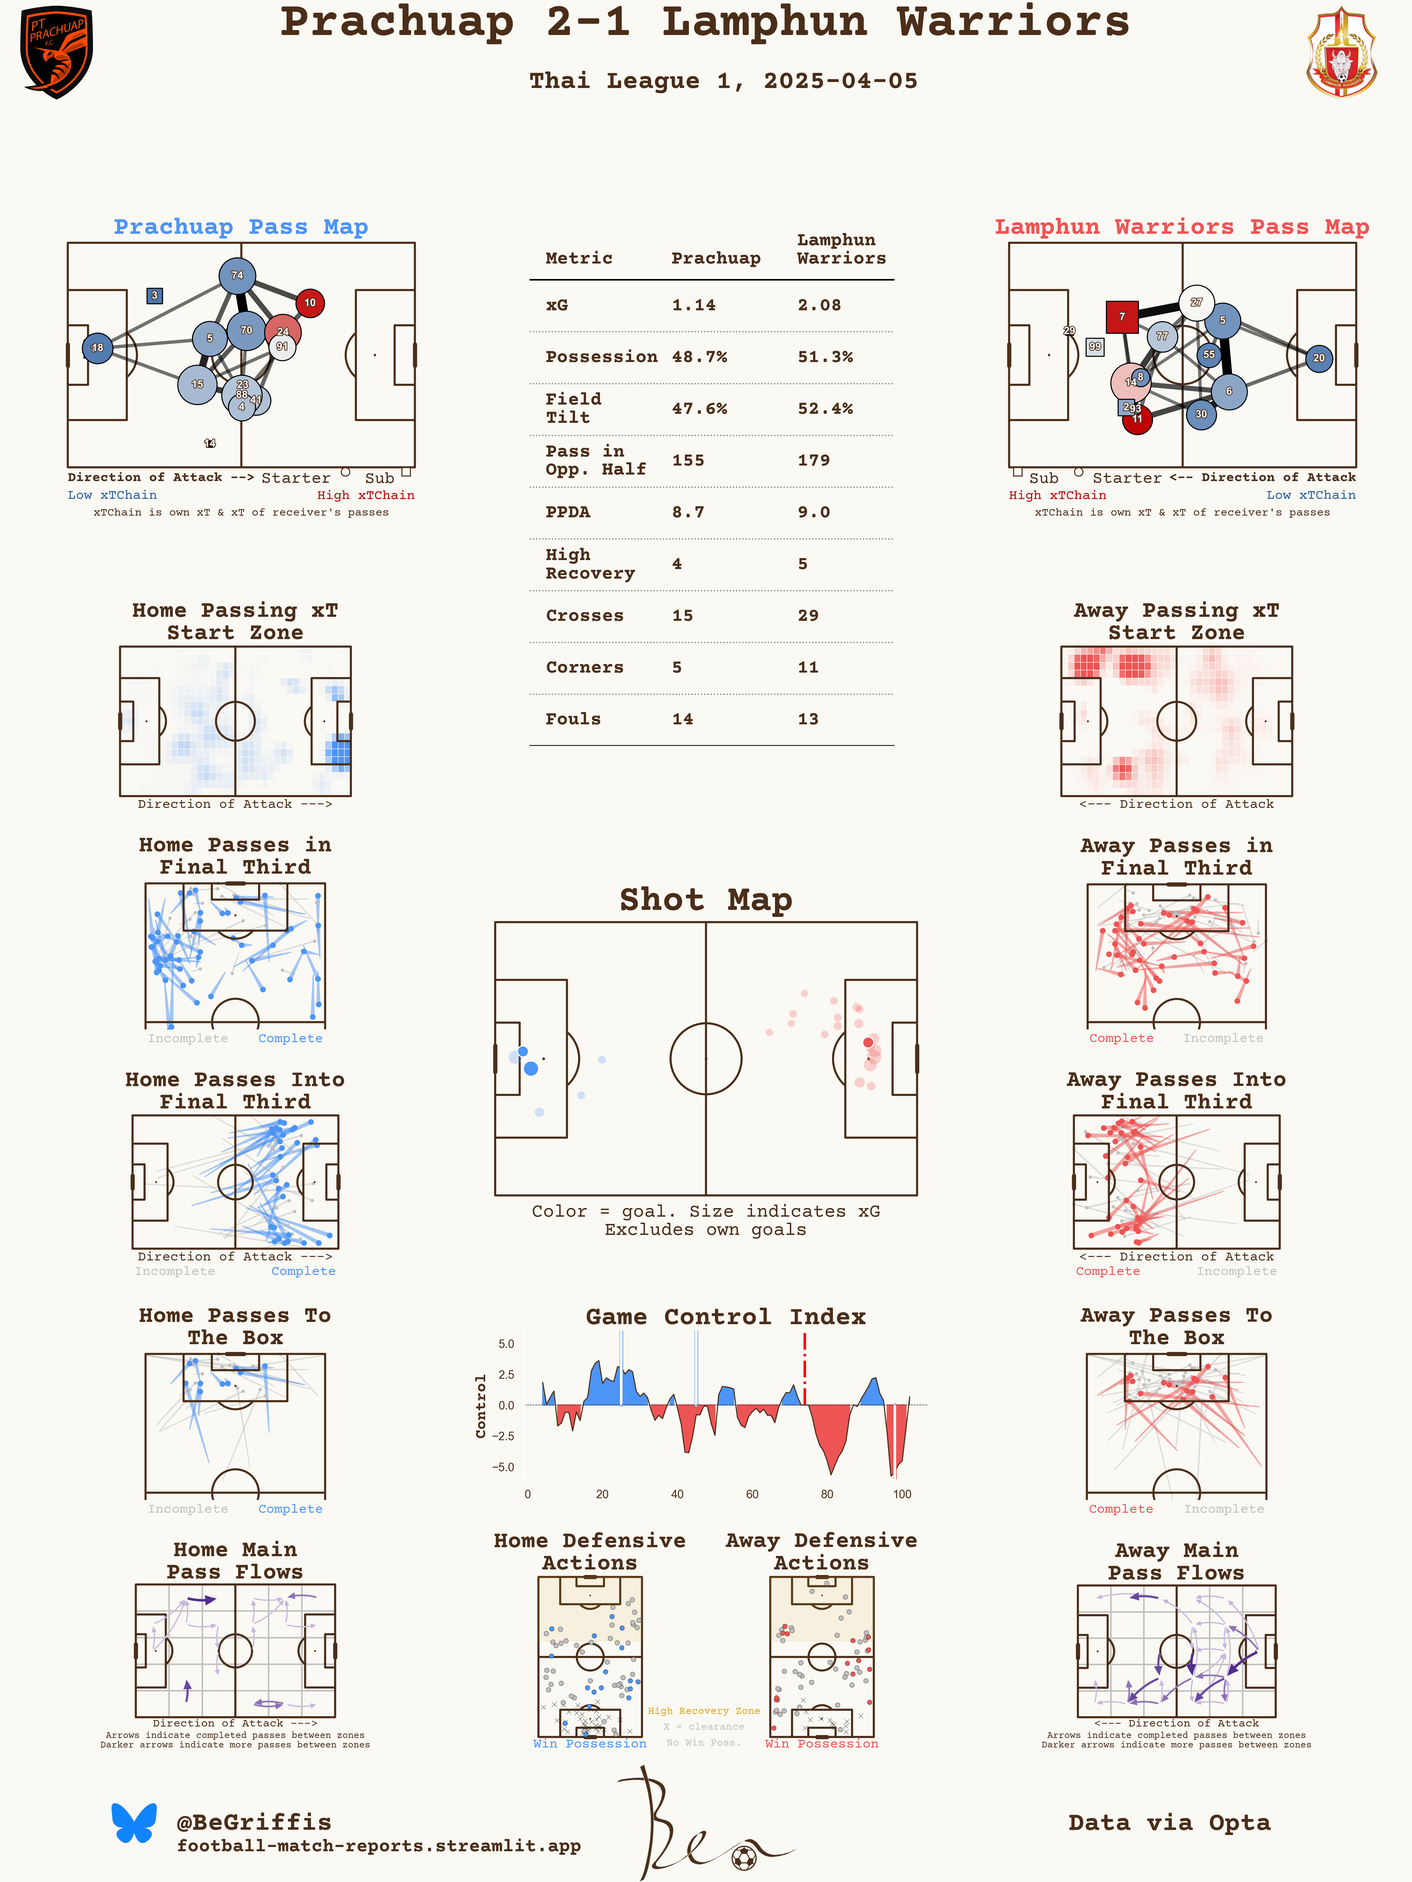 Prachuap 2-1 Lamphun Warriors
Thai League 1, 2025-04-05
PT
PRACHUAP
F.C.
Prachuap Pass Map
74
3
10
5
70
24
91
18
15
23
88
41
4
14
Direction of Attack --> Starter Sub
Low xTChain High xTChain
xTChain is own xT & xT of receiver's passes
Metric Prachuap Lamphun Warriors
xG 1.14 2.08
Possession 48.7% 51.3%
Field Tilt 47.6% 52.4%
Pass in Opp. Half 155 179
PPDA 8.7 9.0
High Recovery 4 5
Crosses 15 29
Corners 5 11
Fouls 14 13
Lamphun Warriors Pass Map
27
7
5
29
77
99
55
20
8
14
6
2
93
11
30
Sub Starter <-- Direction of Attack
High xTChain Low xTChain
xTChain is own xT & xT of receiver's passes
Home Passing xT
Start Zone
Direction of Attack --->
Away Passing xT
Start Zone
<--- Direction of Attack
Home Passes in
Final Third
Incomplete Complete
Shot Map
Color = goal. Size indicates xG
Excludes own goals
Away Passes in
Final Third
Complete Incomplete
Home Passes Into
Final Third
Direction of Attack --->
Incomplete Complete
Away Passes Into
Final Third
<--- Direction of Attack
Complete Incomplete
Home Passes To
The Box
Incomplete Complete
Game Control Index
Control
5.0
2.5
0.0
−2.5
−5.0
0 20 40 60 80 100
Away Passes To
The Box
Complete Incomplete
Home Main
Pass Flows
Direction of Attack --->
Arrows indicate completed passes between zones
Darker arrows indicate more passes between zones
Home Defensive
Actions
Win Possession
High Recovery Zone
X = clearance
No Win Poss.
Away Defensive
Actions
Win Possession
Away Main
Pass Flows
<--- Direction of Attack
Arrows indicate completed passes between zones
Darker arrows indicate more passes between zones
@BeGriffis
football-match-reports.streamlit.app
Ben
Data via Opta